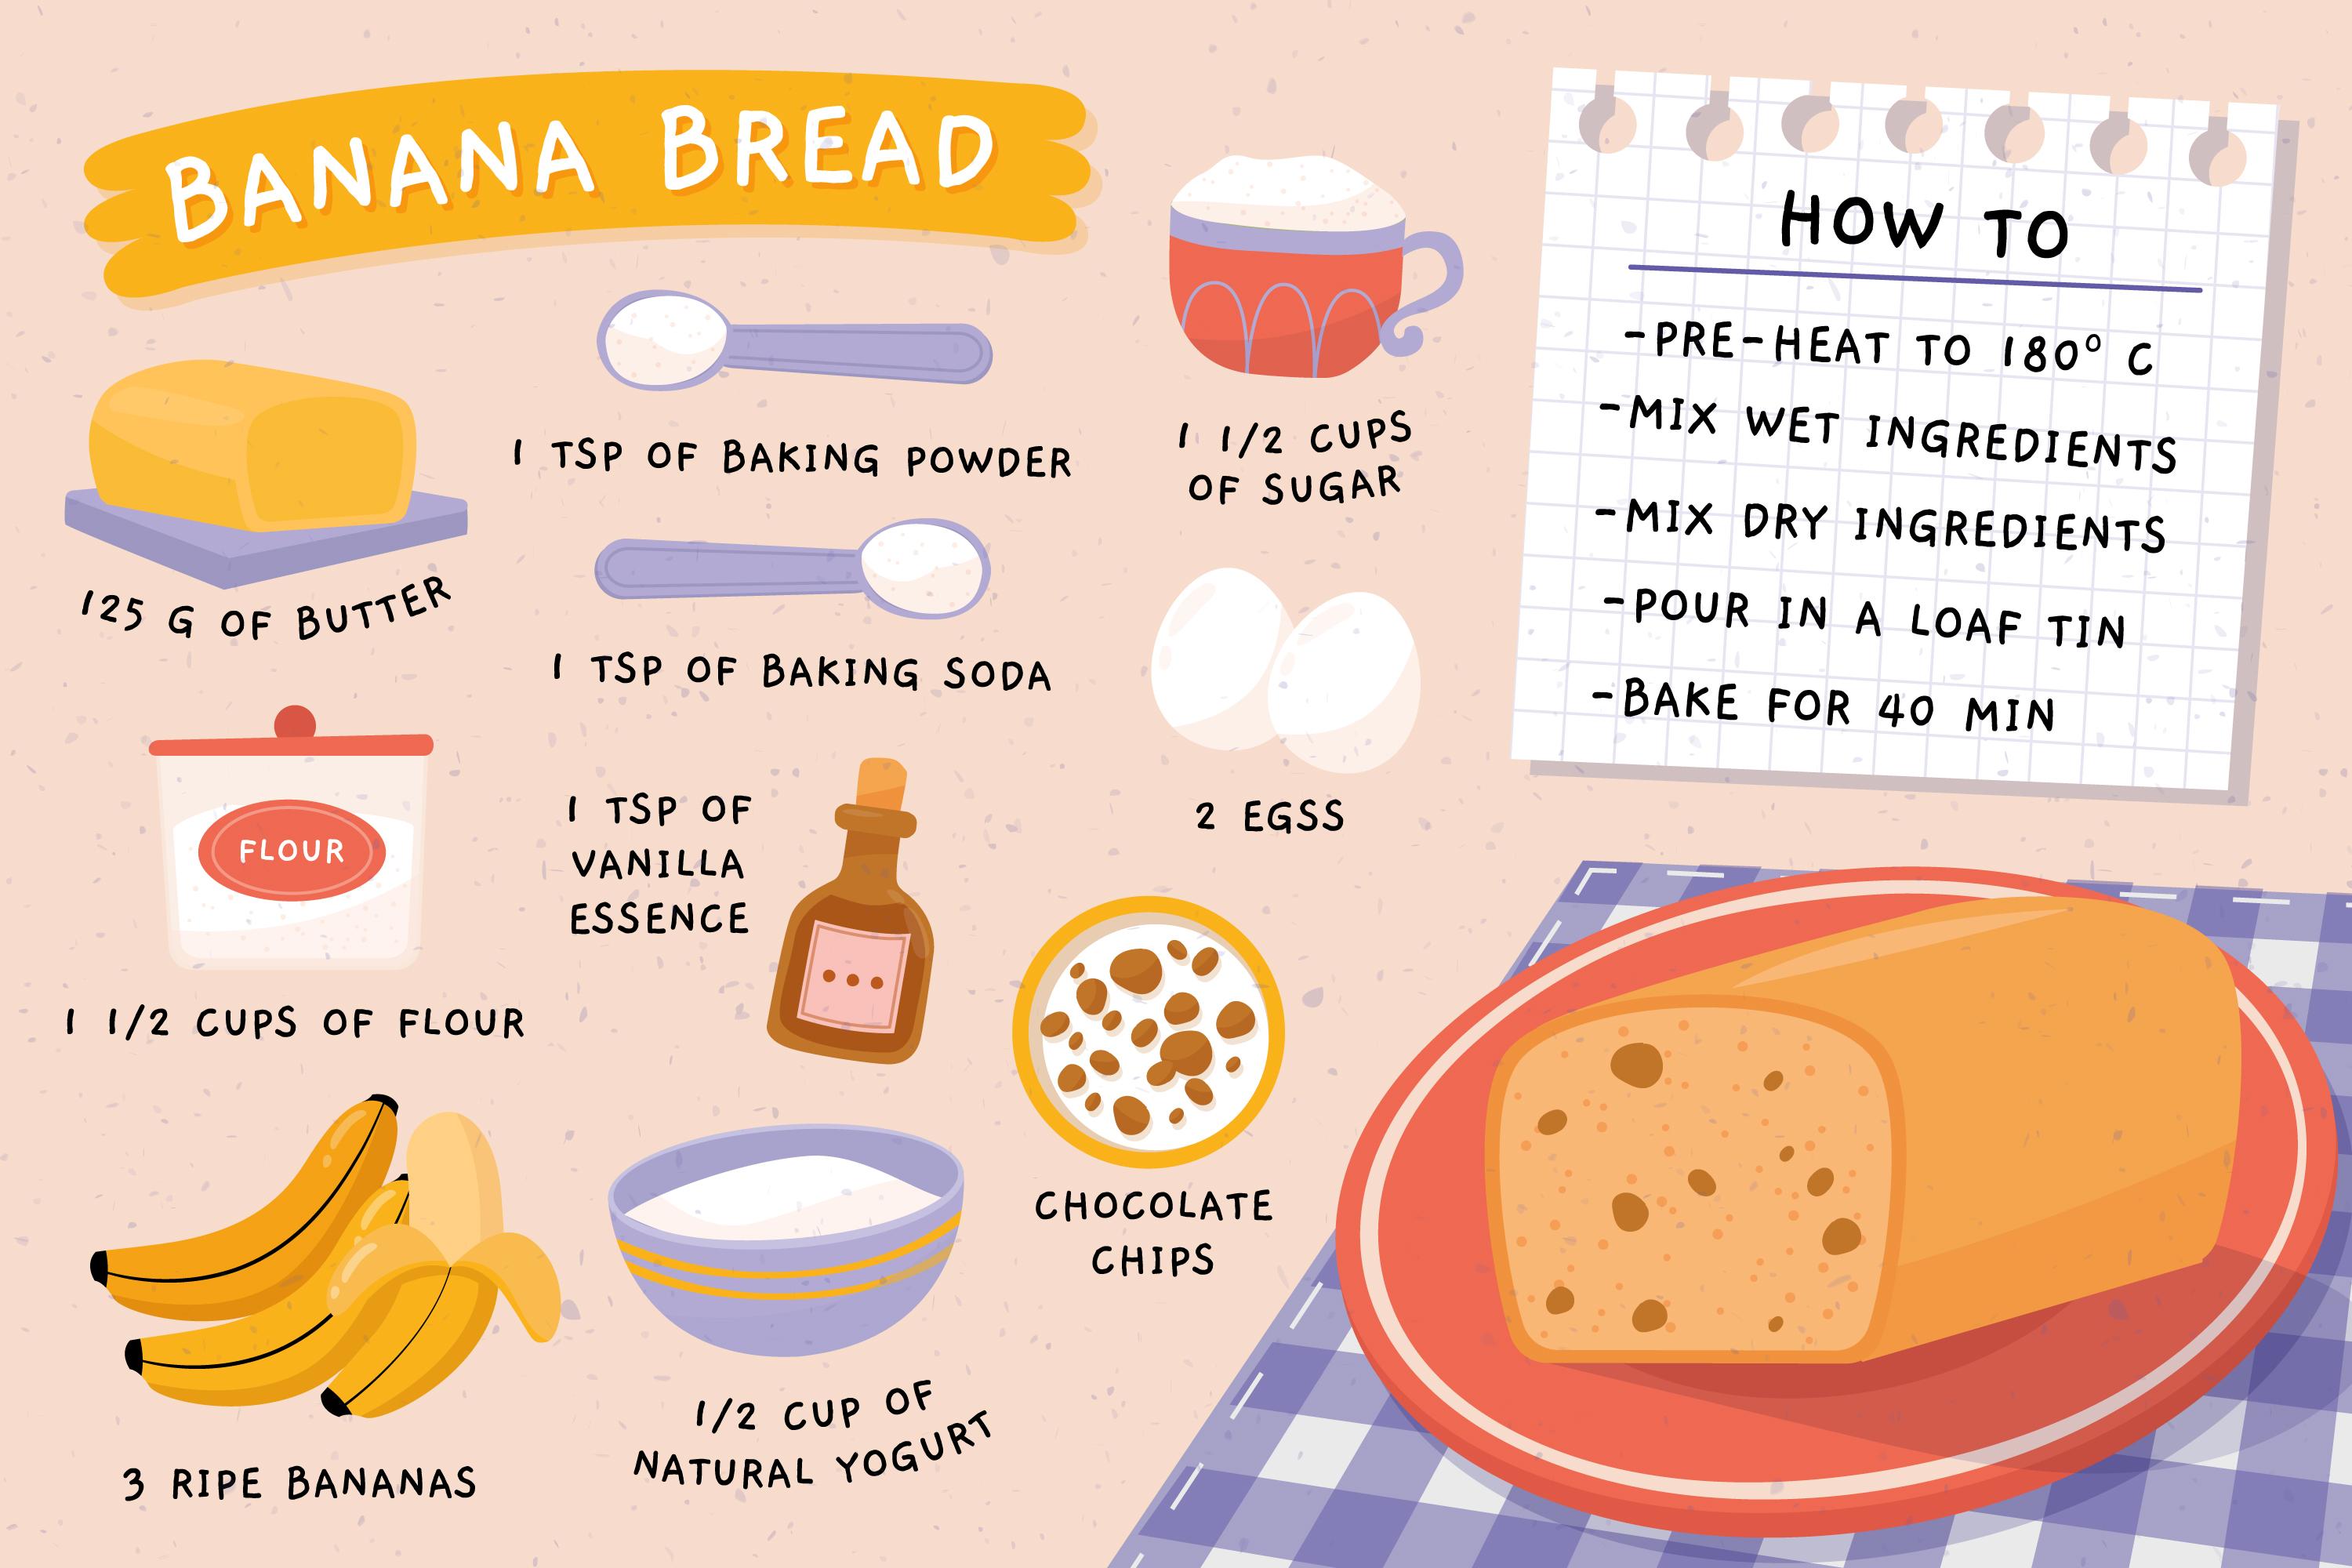 BANANA BREAD
125 G OF BUTTER
1 TSP OF BAKING POWDER
1 TSP OF BAKING SODA
1 1/2 CUPS
OF SUGAR
2 EGSS
FLOUR
1 1/2 CUPS OF FLOUR
1 TSP OF
VANILLA
ESSENCE
CHOCOLATE
CHIPS
3 RIPE BANANAS
1/2 CUP OF
NATURAL YOGURT
HOW TO
-PRE-HEAT TO 180° C
-MIX WET INGREDIENTS
-MIX DRY INGREDIENTS
-POUR IN A LOAF TIN
-BAKE FOR 40 MIN